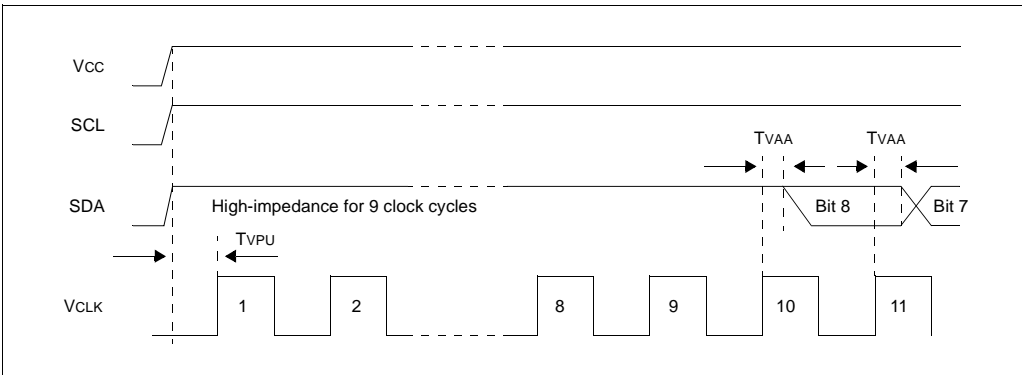 VCC
SCL
TVAA TVAA
SDA High-impedance for 9 clock cycles Bit 8 Bit 7
TVPU
VCLK 1 2 8 9 10 11